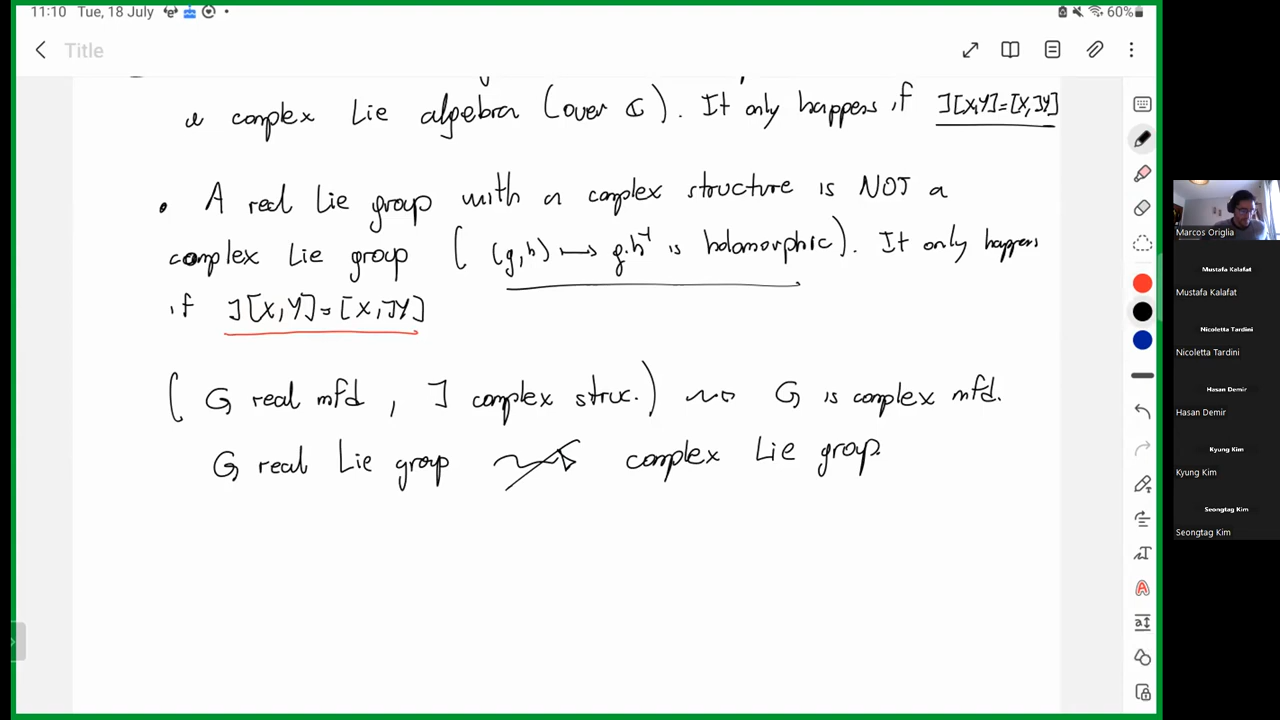 11:10 Tue, 18 July
60%
Title
a complex Lie algebra (over ℂ). It only happens if J[X,Y]=[X,JY]
• A real Lie group with a complex structure is NOT a
complex Lie group ( (g,h) ⟼ g.h⁻¹ is holomorphic). It only happens
if J[X,Y]=[X,JY]
( G real mfd , J complex struc.) ⇝ G is complex mfd.
G real Lie group complex Lie group
Marcos Origlia
Mustafa Kalafat
Mustafa Kalafat
Nicoletta Tardini
Nicoletta Tardini
Hasan Demir
Hasan Demir
Kyung Kim
Kyung Kim
Seongtag Kim
Seongtag Kim